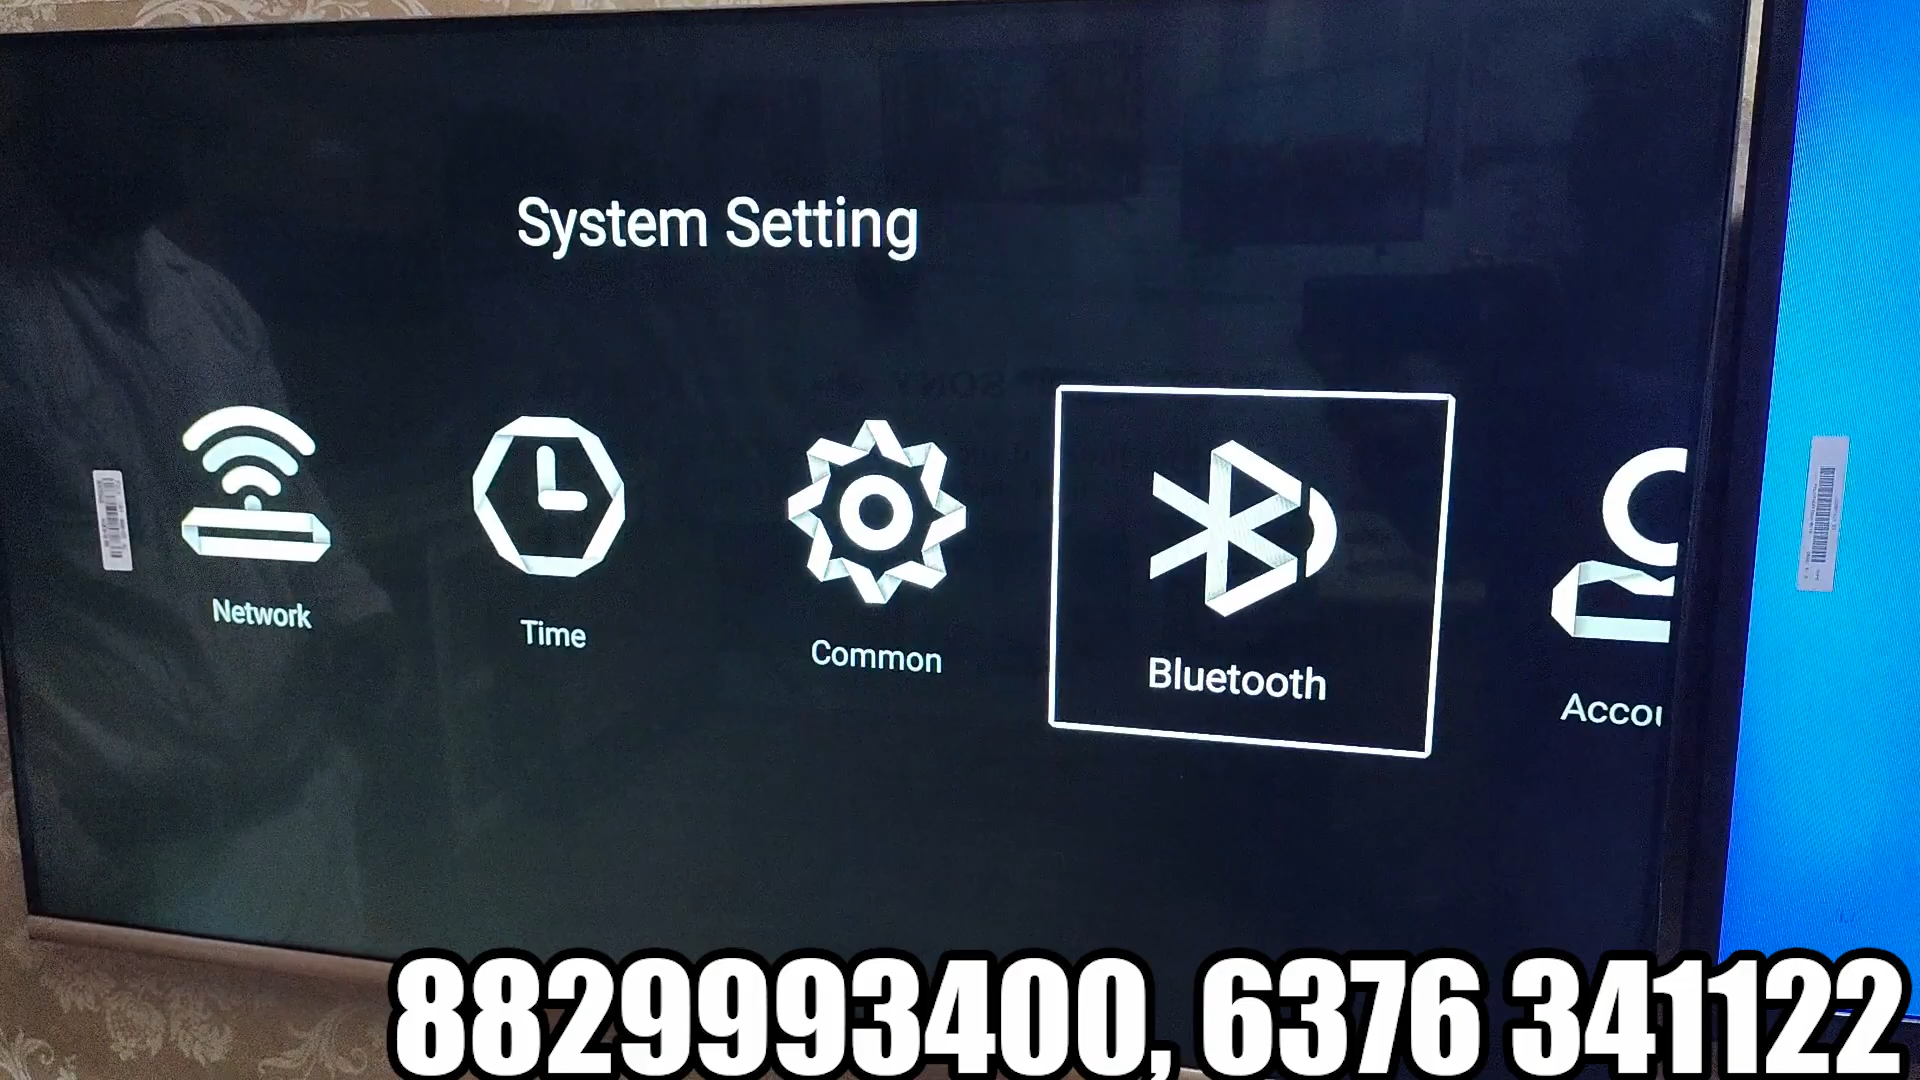 System Setting
Network
Time
Common
Bluetooth
Accou
8829993400, 6376 341122